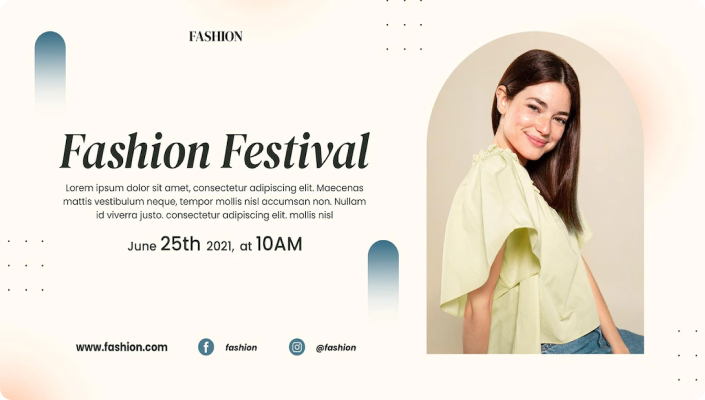 FASHION
Fashion Festival
Lorem ipsum dolor sit amet, consectetur adipiscing elit. Maecenas
mattis vestibulum neque, tempor mollis nisl accumsan non. Nullam
id viverra justo. consectetur adipiscing elit. mollis nisl
June 25th 2021, at 10AM
www.fashion.com fashion @fashion